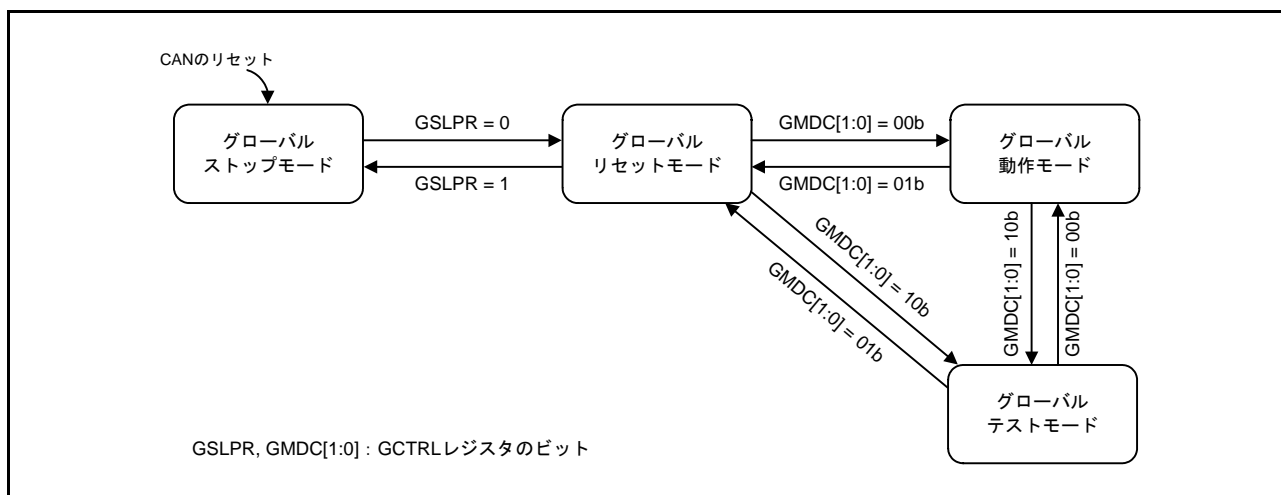 CANのリセット
グローバル
ストップモード
GSLPR = 0
GSLPR = 1
グローバル
リセットモード
GMDC[1:0] = 00b
GMDC[1:0] = 01b
グローバル
動作モード
GMDC[1:0] = 10b
GMDC[1:0] = 01b
GMDC[1:0] = 10b
GMDC[1:0] = 00b
グローバル
テストモード
GSLPR, GMDC[1:0] : GCTRLレジスタのビット